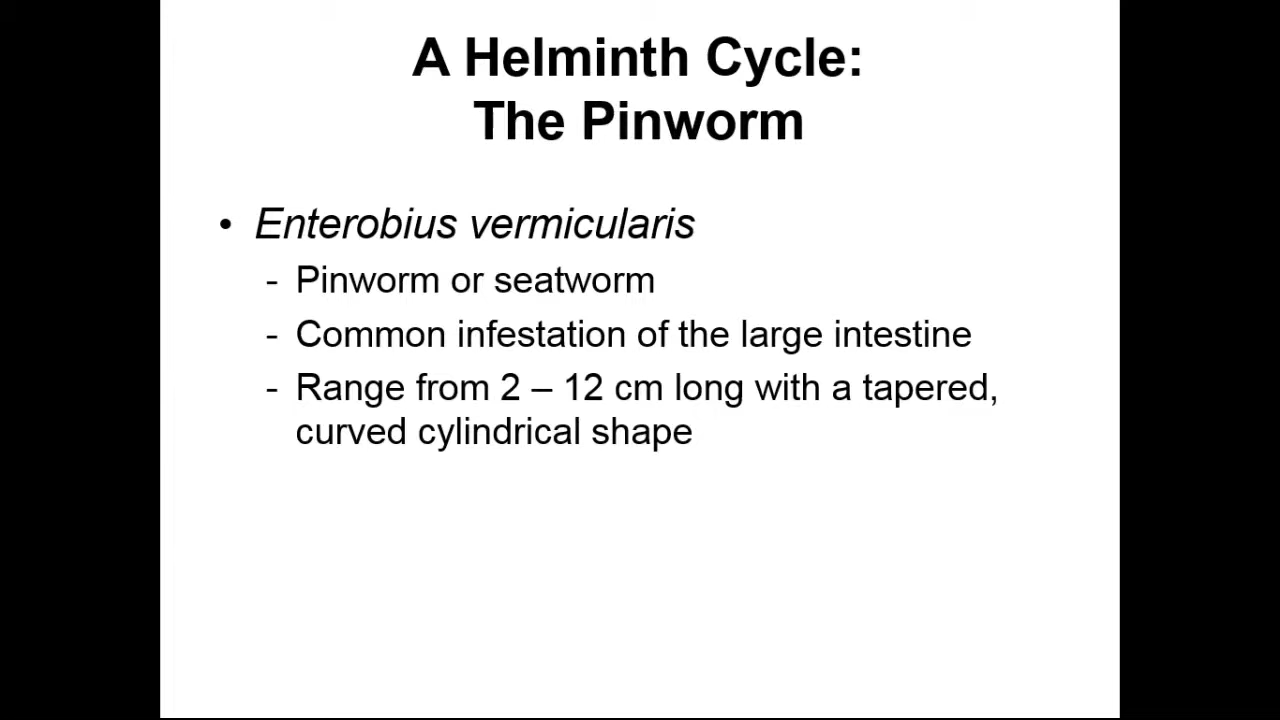 A Helminth Cycle:
The Pinworm
• Enterobius vermicularis
- Pinworm or seatworm
- Common infestation of the large intestine
- Range from 2 – 12 cm long with a tapered,
curved cylindrical shape